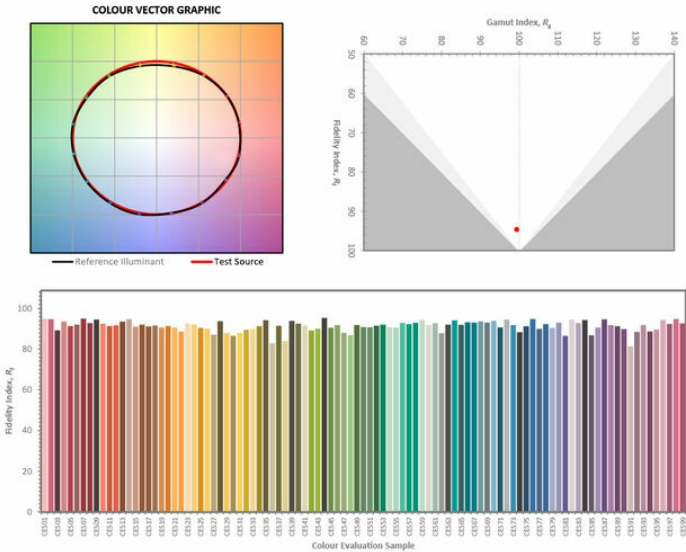 COLOUR VECTOR GRAPHIC
Reference Illuminant
Test Source
Gamut Index, Rg
60 70 80 90 100 110 120 130 140
Fidelity Index, Rf
50
60
70
80
90
100
Fidelity Index, Rf
100
80
60
40
20
0
CES01 CES03 CES05 CES07 CES09 CES11 CES13 CES15 CES17 CES19 CES21 CES23 CES25 CES27 CES29 CES31 CES33 CES35 CES37 CES39 CES41 CES43 CES45 CES47 CES49 CES51 CES53 CES55 CES57 CES59 CES61 CES63 CES65 CES67 CES69 CES71 CES73 CES75 CES77 CES79 CES81 CES83 CES85 CES87 CES89 CES91 CES93 CES95 CES97 CES99
Colour Evaluation Sample